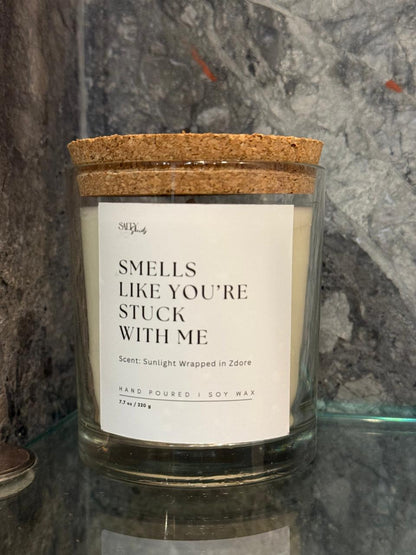 SMELLS
LIKE YOU'RE
STUCK
WITH ME
Scent: Sunlight Wrapped in Zdore
HAND POURED | SOY WAX
7.7 oz / 220 g